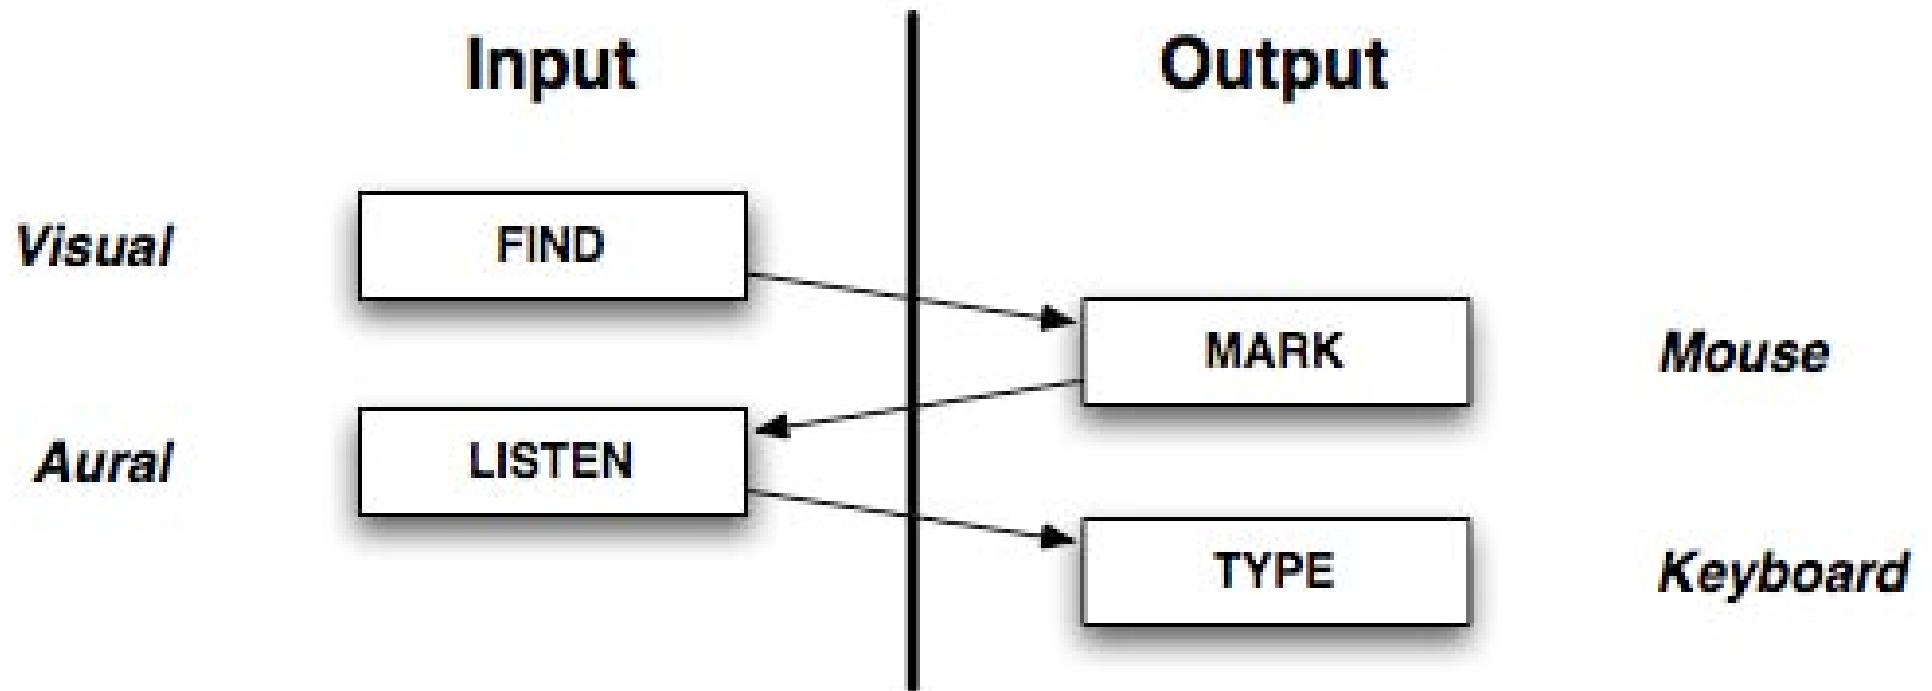 Input
Output
Visual
FIND
MARK
Mouse
Aural
LISTEN
TYPE
Keyboard